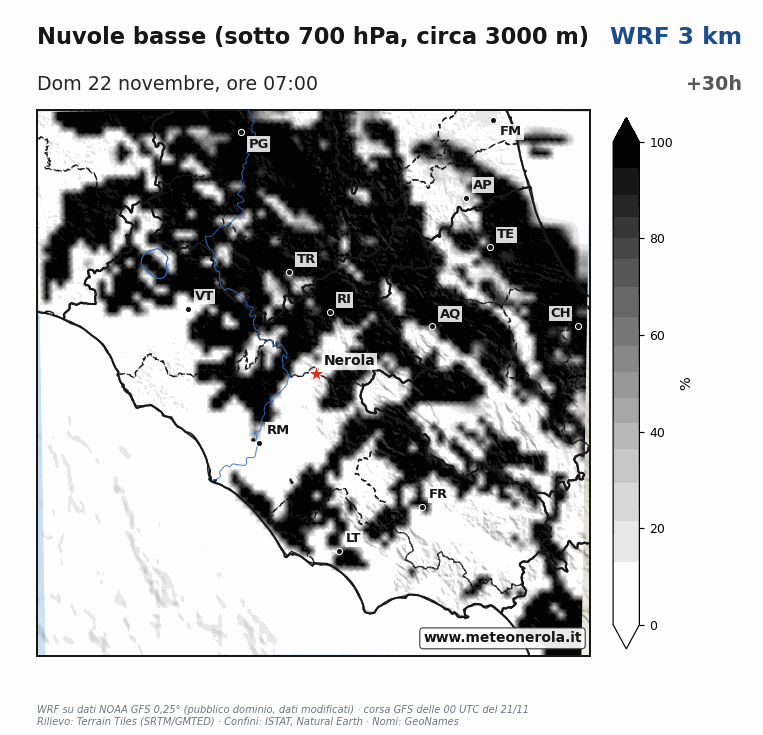 Nuvole basse (sotto 700 hPa, circa 3000 m) WRF 3 km
Dom 22 novembre, ore 07:00 +30h
FM
PG
AP
TE
TR
VT
RI
AQ
CH
Nerola
RM
FR
LT
www.meteonerola.it
100
80
60
40
20
0
%
WRF su dati NOAA GFS 0,25° (pubblico dominio, dati modificati) · corsa GFS delle 00 UTC del 21/11
Rilievo: Terrain Tiles (SRTM/GMTED) · Confini: ISTAT, Natural Earth · Nomi: GeoNames